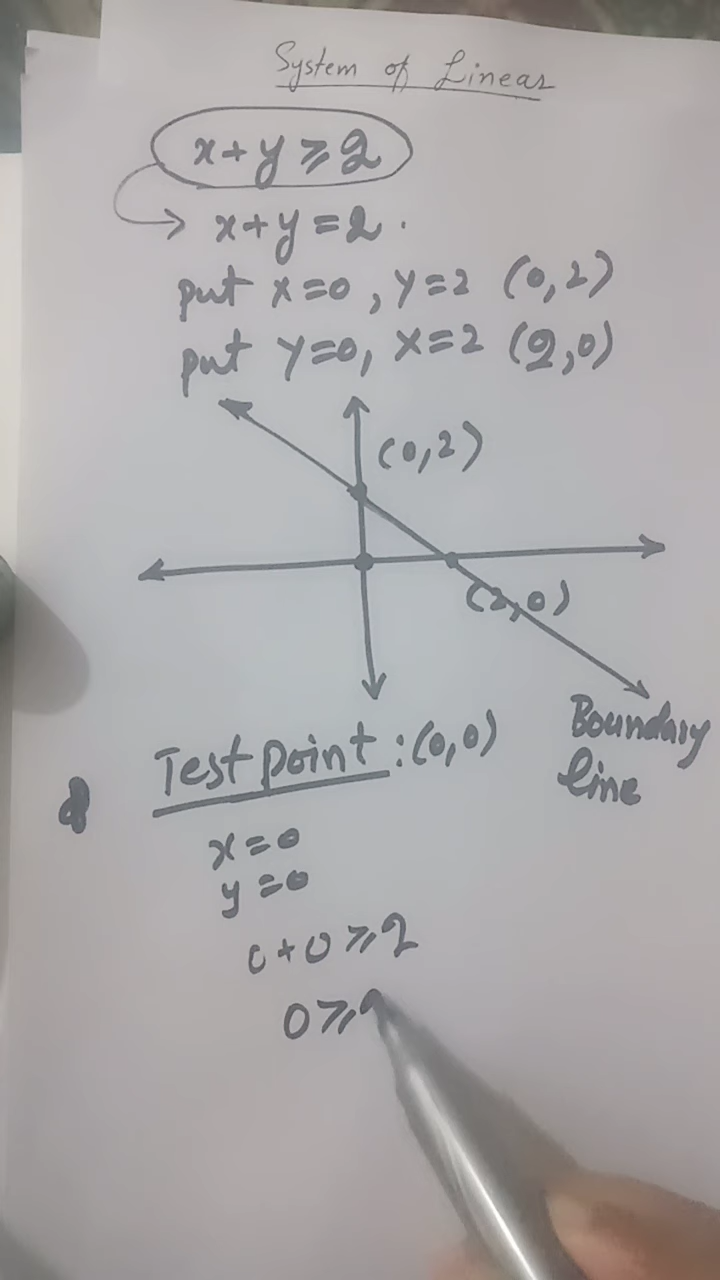 System of Linear
x+y⩾2
x+y=2.
put x=0, y=2 (0,2)
put y=0, x=2 (2,0)
(0,2)
(2,0)
Boundary
line
Test point: (0,0)
x=0
y=0
0+0⩾2
0⩾